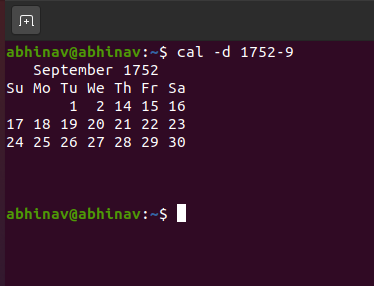 abhinav@abhinav:~$ cal -d 1752-9
   September 1752
Su Mo Tu We Th Fr Sa
       1  2 14 15 16
17 18 19 20 21 22 23
24 25 26 27 28 29 30
abhinav@abhinav:~$